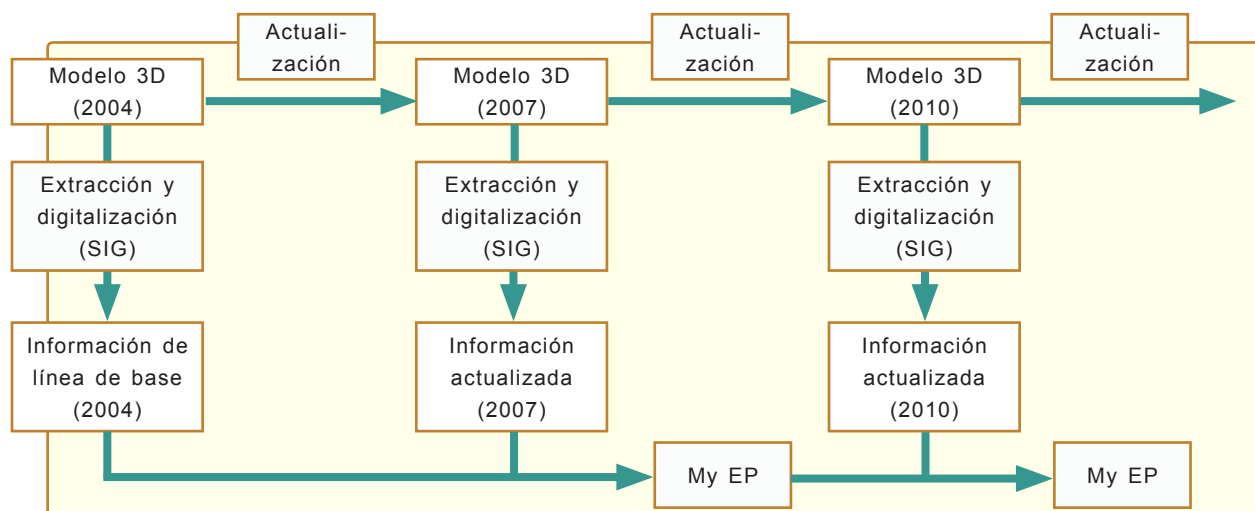 Actuali-
zación
Actuali-
zación
Actuali-
zación
Modelo 3D
(2004)
Modelo 3D
(2007)
Modelo 3D
(2010)
Extracción y
digitalización
(SIG)
Extracción y
digitalización
(SIG)
Extracción y
digitalización
(SIG)
Información de
línea de base
(2004)
Información
actualizada
(2007)
Información
actualizada
(2010)
My EP
My EP